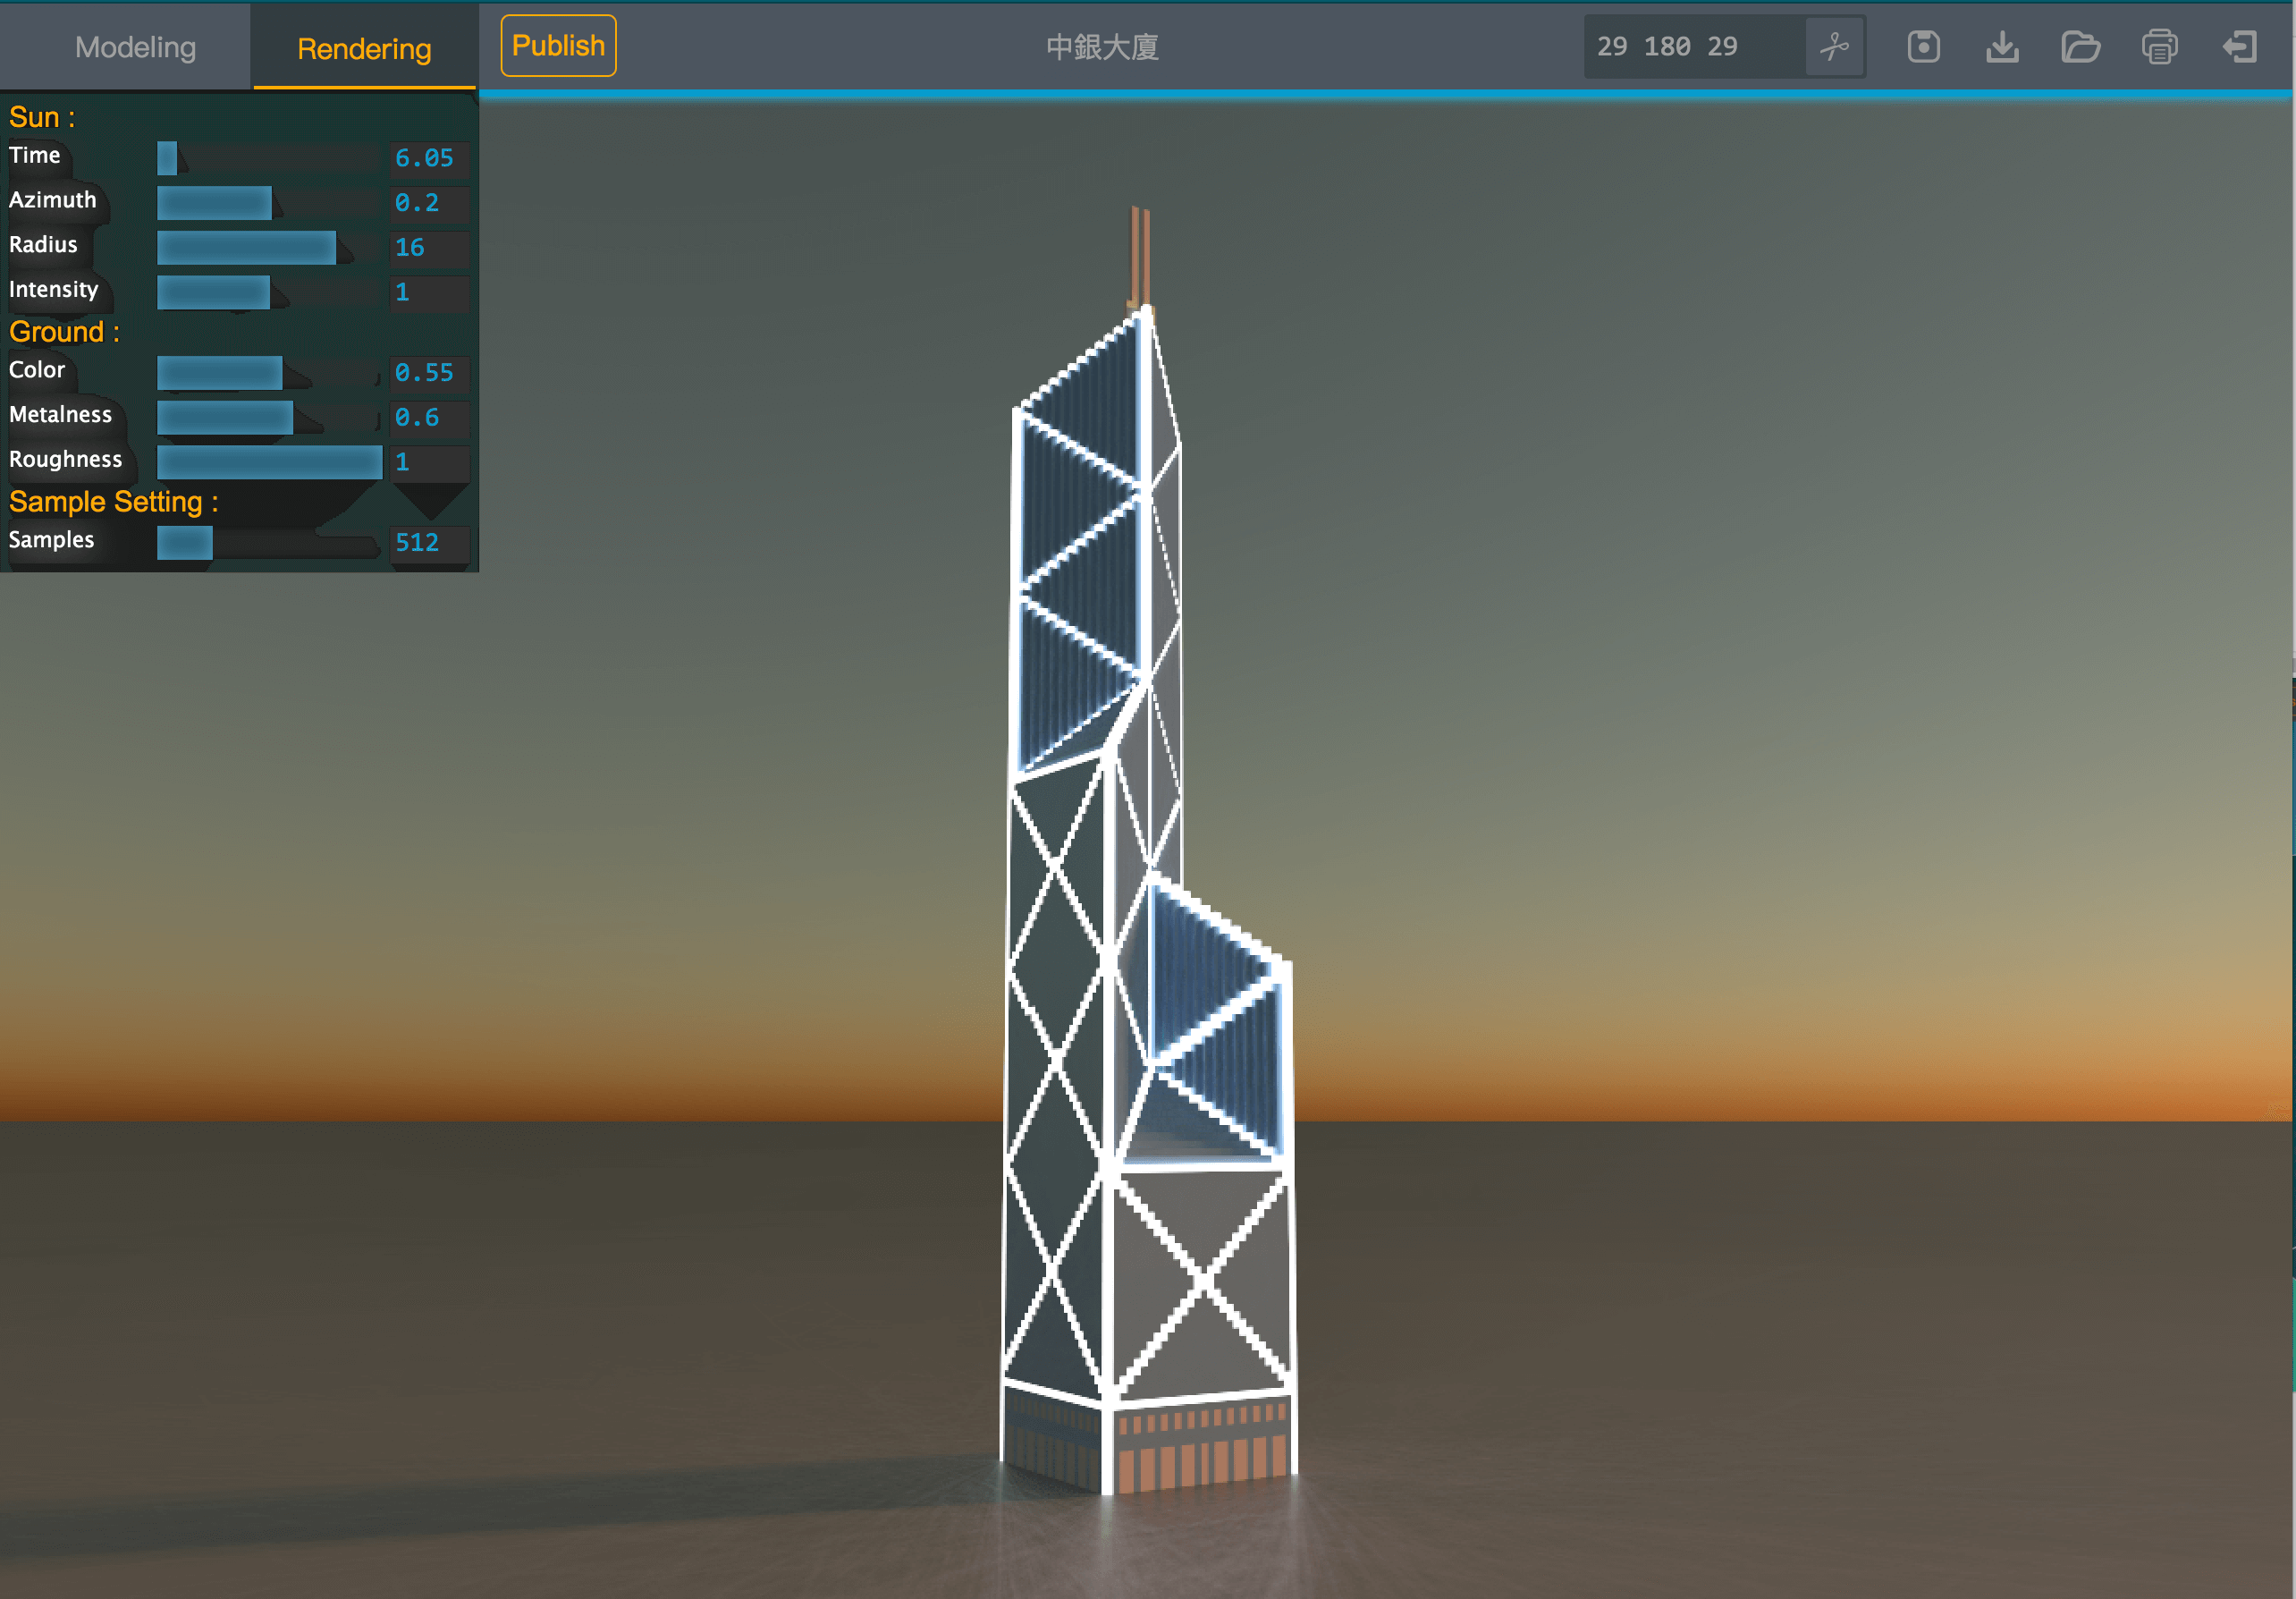 Modeling
Rendering
Publish
中銀大廈
29 180 29
Sun :
Time 6.05
Azimuth 0.2
Radius 16
Intensity 1
Ground :
Color 0.55
Metalness 0.6
Roughness 1
Sample Setting :
Samples 512